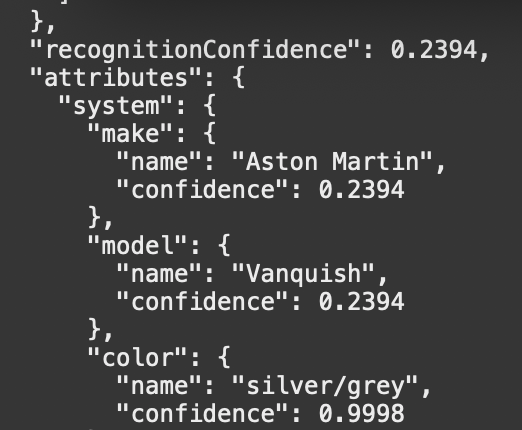 },
"recognitionConfidence": 0.2394,
"attributes": {
"system": {
"make": {
"name": "Aston Martin",
"confidence": 0.2394
},
"model": {
"name": "Vanquish",
"confidence": 0.2394
},
"color": {
"name": "silver/grey",
"confidence": 0.9998